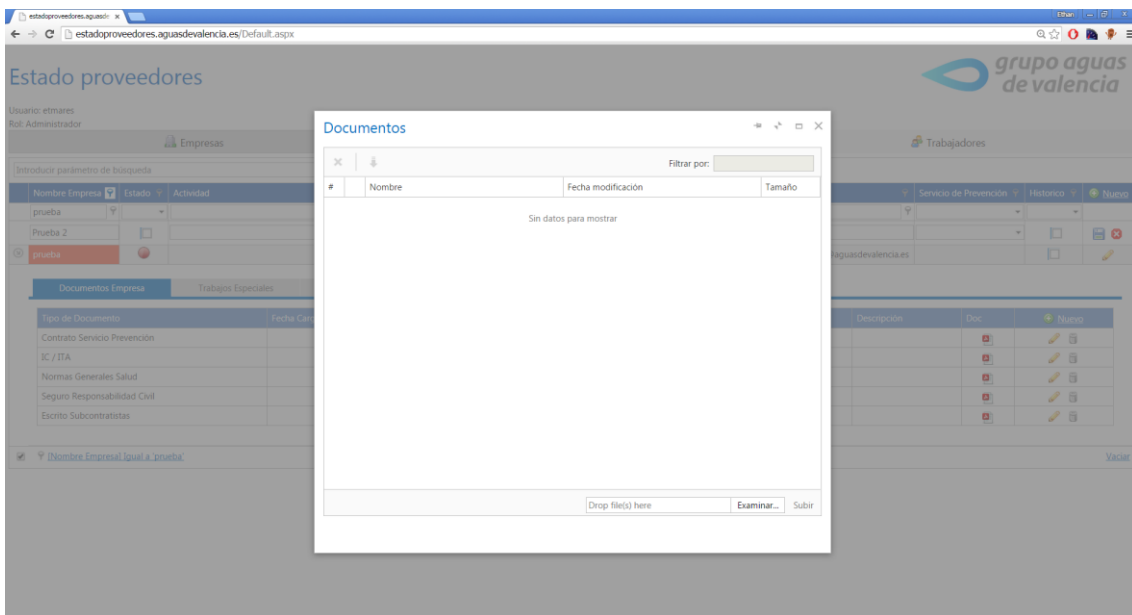 estadoproveedores.aguasde
Ethan
estadoproveedores.aguasdevalencia.es/Default.aspx
Estado proveedores
grupo aguas
de valencia
Usuario: etmares
Rol: Administrador
Empresas
Trabajadores
Introducir parámetro de búsqueda
Nombre Empresa Estado Actividad Servicio de Prevención Historico Nuevo
prueba
Prueba 2
prueba aguasdevalencia.es
Documentos Empresa Trabajos Especiales
Tipo de Documento Fecha Descripción Doc Nuevo
Contrato Servicio Prevención
IC / ITA
Normas Generales Salud
Seguro Responsabilidad Civil
Escrito Subcontratistas
[Nombre Empresa] Igual a 'prueba' Vaciar
Documentos
Filtrar por:
# Nombre Fecha modificación Tamaño
Sin datos para mostrar
Drop file(s) here Examinar... Subir